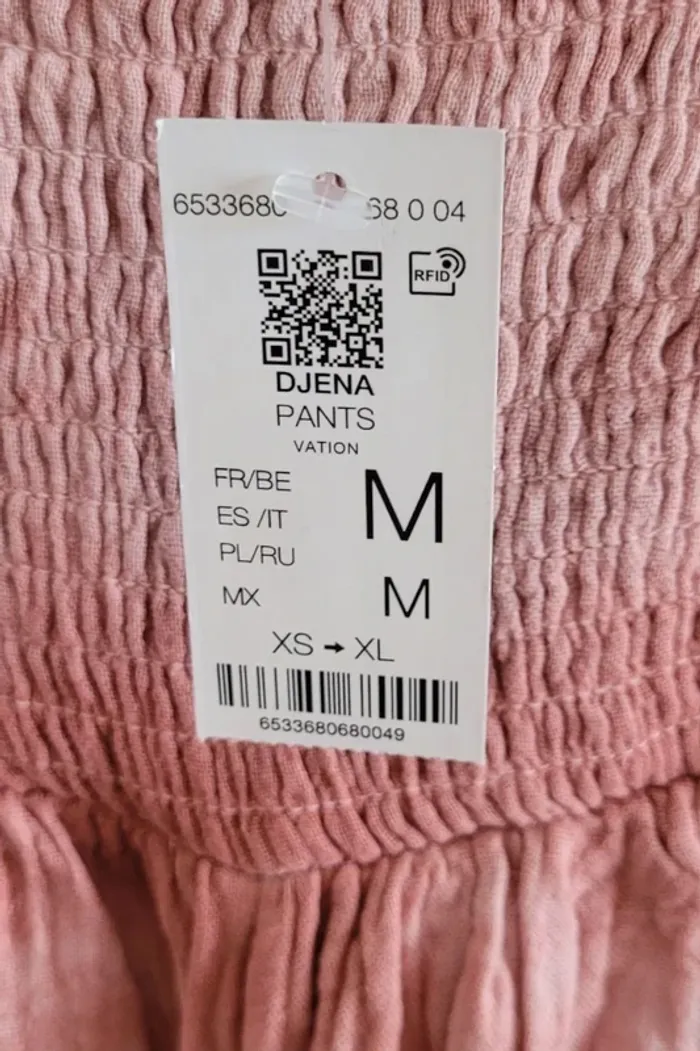 6533680 68 0 04
RFID
DJENA
PANTS
VATION
FR/BE
ES /IT
PL/RU
M
MX
M
XS → XL
6533680680049